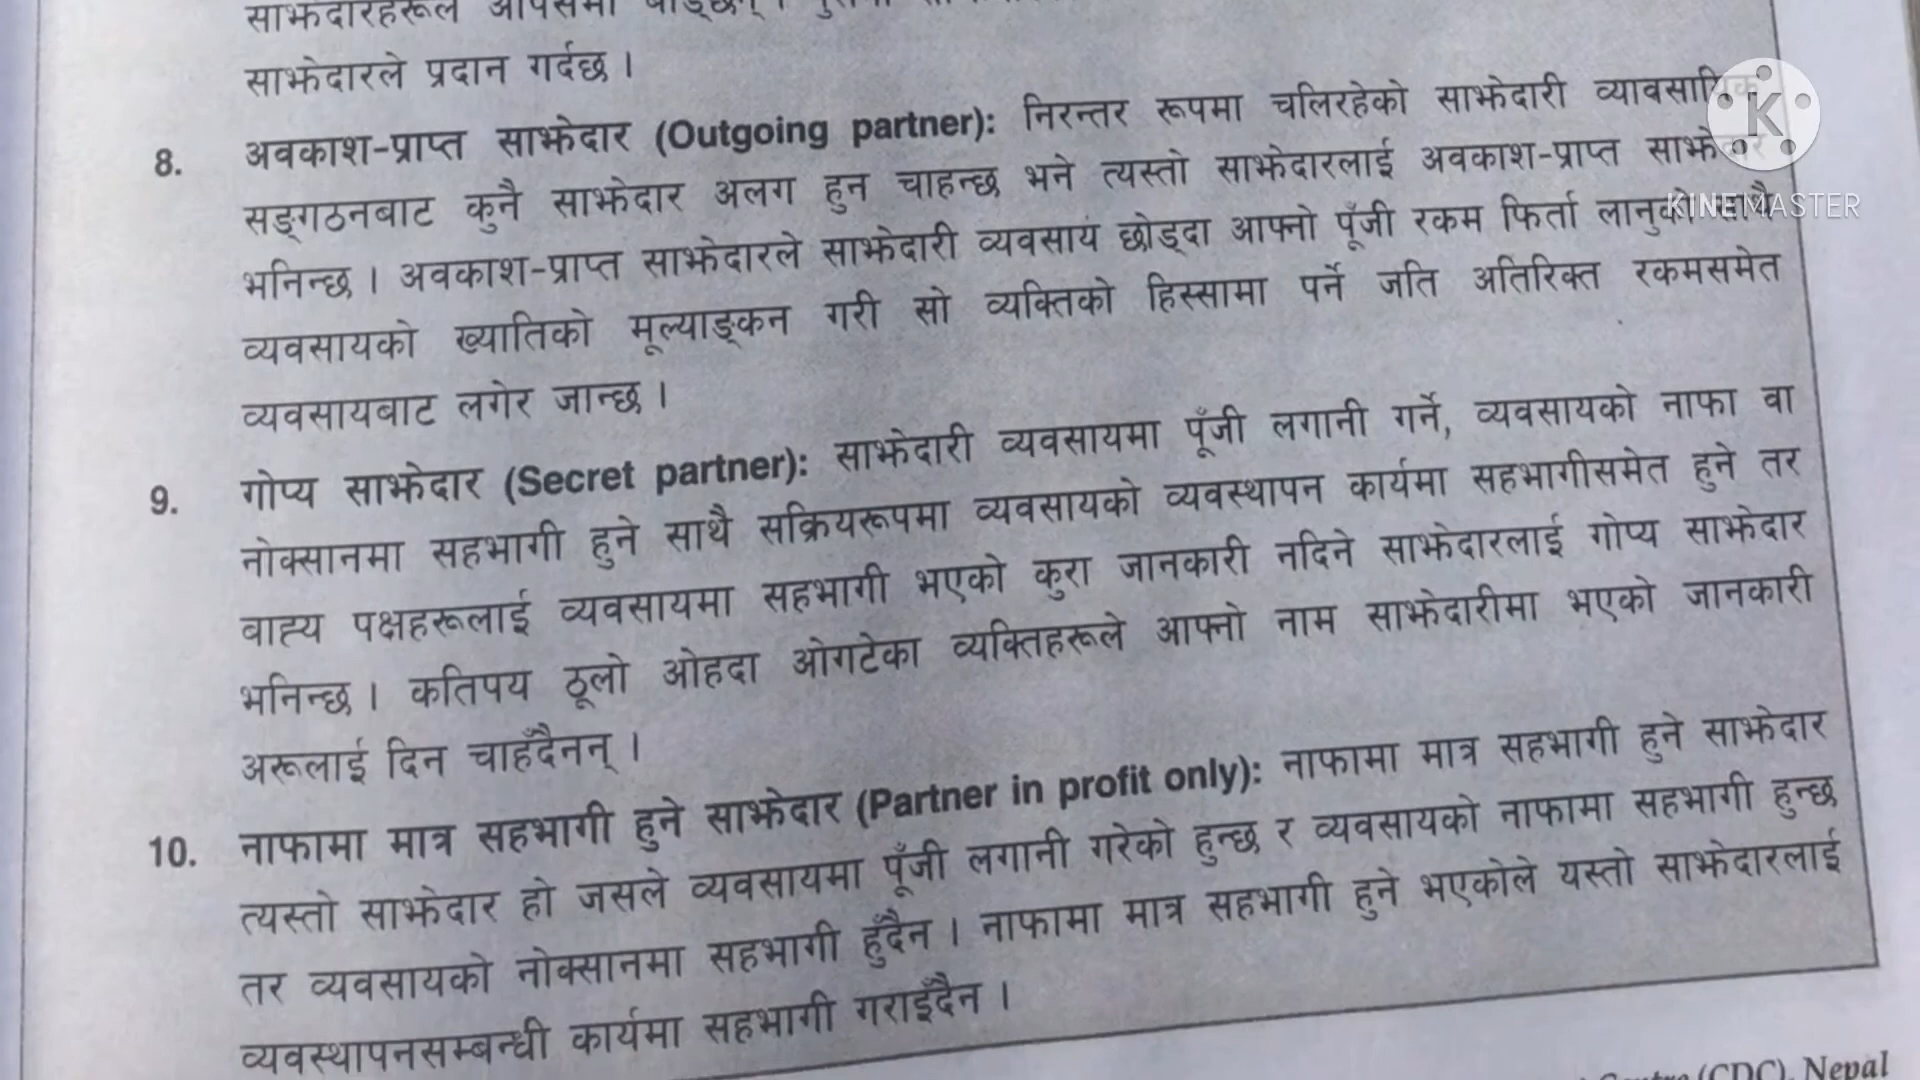 साझेदारहरूले आपसमा
साझेदारले प्रदान गर्दछ ।
8. अवकाश-प्राप्त साझेदार (Outgoing partner): निरन्तर रूपमा चलिरहेको साझेदारी व्यावसायिक
सङ्गठनबाट कुनै साझेदार अलग हुन चाहन्छ भने त्यस्तो साझेदारलाई अवकाश-प्राप्त साझेदार
भनिन्छ । अवकाश-प्राप्त साझेदारले साझेदारी व्यवसाय छोड्दा आफ्नो पूँजी रकम फिर्ता लानुको साथै
व्यवसायको ख्यातिको मूल्याङ्कन गरी सो व्यक्तिको हिस्सामा पर्ने जति अतिरिक्त रकमसमेत
व्यवसायबाट लगेर जान्छ ।
9. गोप्य साझेदार (Secret partner): साझेदारी व्यवसायमा पूँजी लगानी गर्ने, व्यवसायको नाफा वा
नोक्सानमा सहभागी हुने साथै सक्रियरूपमा व्यवसायको व्यवस्थापन कार्यमा सहभागीसमेत हुने तर
वाह्य पक्षहरूलाई व्यवसायमा सहभागी भएको कुरा जानकारी नदिने साझेदारलाई गोप्य साझेदार
भनिन्छ । कतिपय ठूलो ओहदा ओगटेका व्यक्तिहरूले आफ्नो नाम साझेदारीमा भएको जानकारी
अरूलाई दिन चाहँदैनन् ।
10. नाफामा मात्र सहभागी हुने साझेदार (Partner in profit only): नाफामा मात्र सहभागी हुने साझेदार
त्यस्तो साझेदार हो जसले व्यवसायमा पूँजी लगानी गरेको हुन्छ र व्यवसायको नाफामा सहभागी हुन्छ
तर व्यवसायको नोक्सानमा सहभागी हुँदैन । नाफामा मात्र सहभागी हुने भएकोले यस्तो साझेदारलाई
व्यवस्थापनसम्बन्धी कार्यमा सहभागी गराइँदैन ।
(CDC), Nepal
K
KINEMASTER